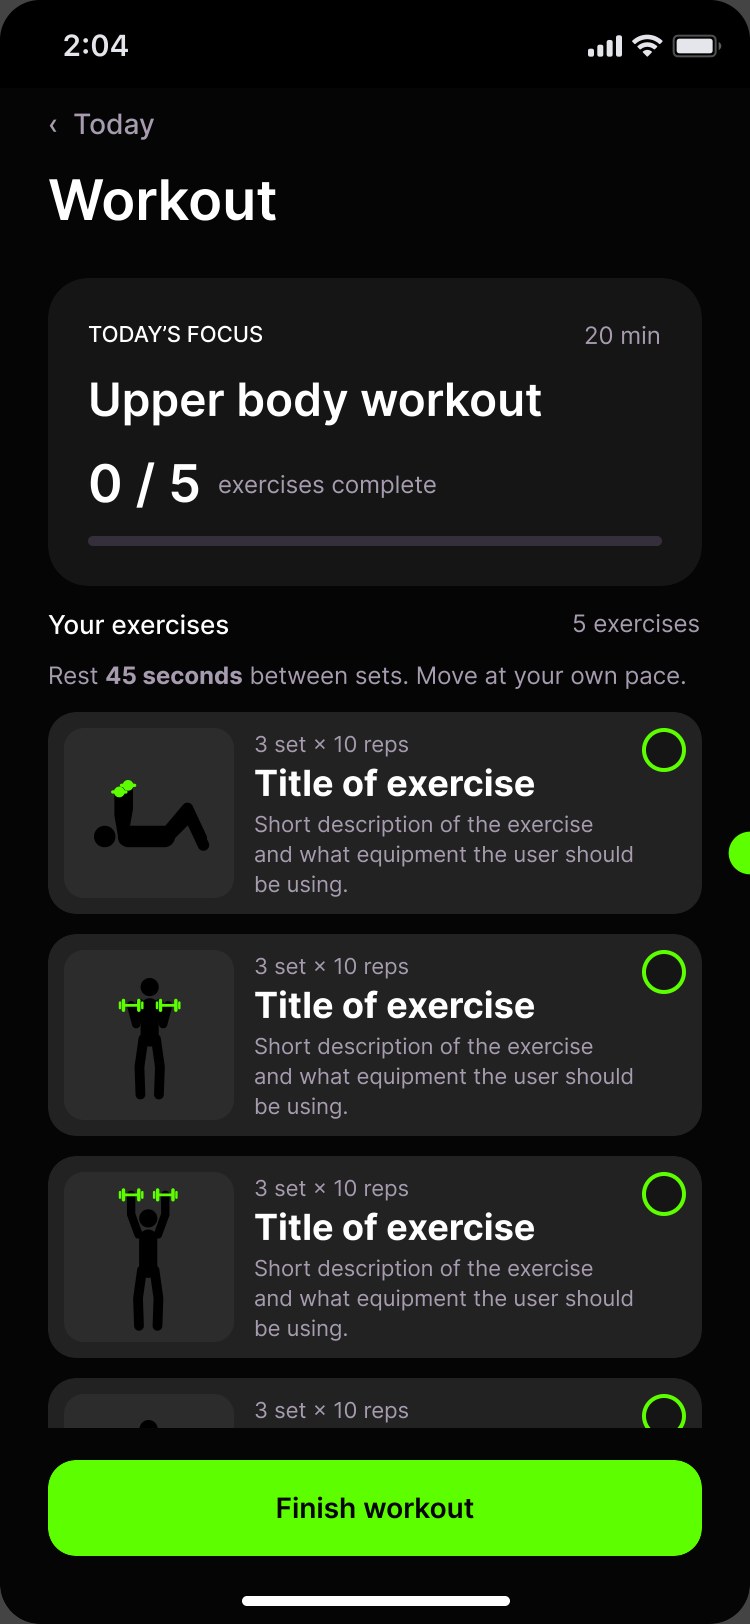 2:04
‹ Today
Workout
TODAY’S FOCUS
20 min
Upper body workout
0 / 5 exercises complete
Your exercises
5 exercises
Rest 45 seconds between sets. Move at your own pace.
3 set × 10 reps
Title of exercise
Short description of the exercise
and what equipment the user should
be using.
3 set × 10 reps
Title of exercise
Short description of the exercise
and what equipment the user should
be using.
3 set × 10 reps
Title of exercise
Short description of the exercise
and what equipment the user should
be using.
3 set × 10 reps
Finish workout